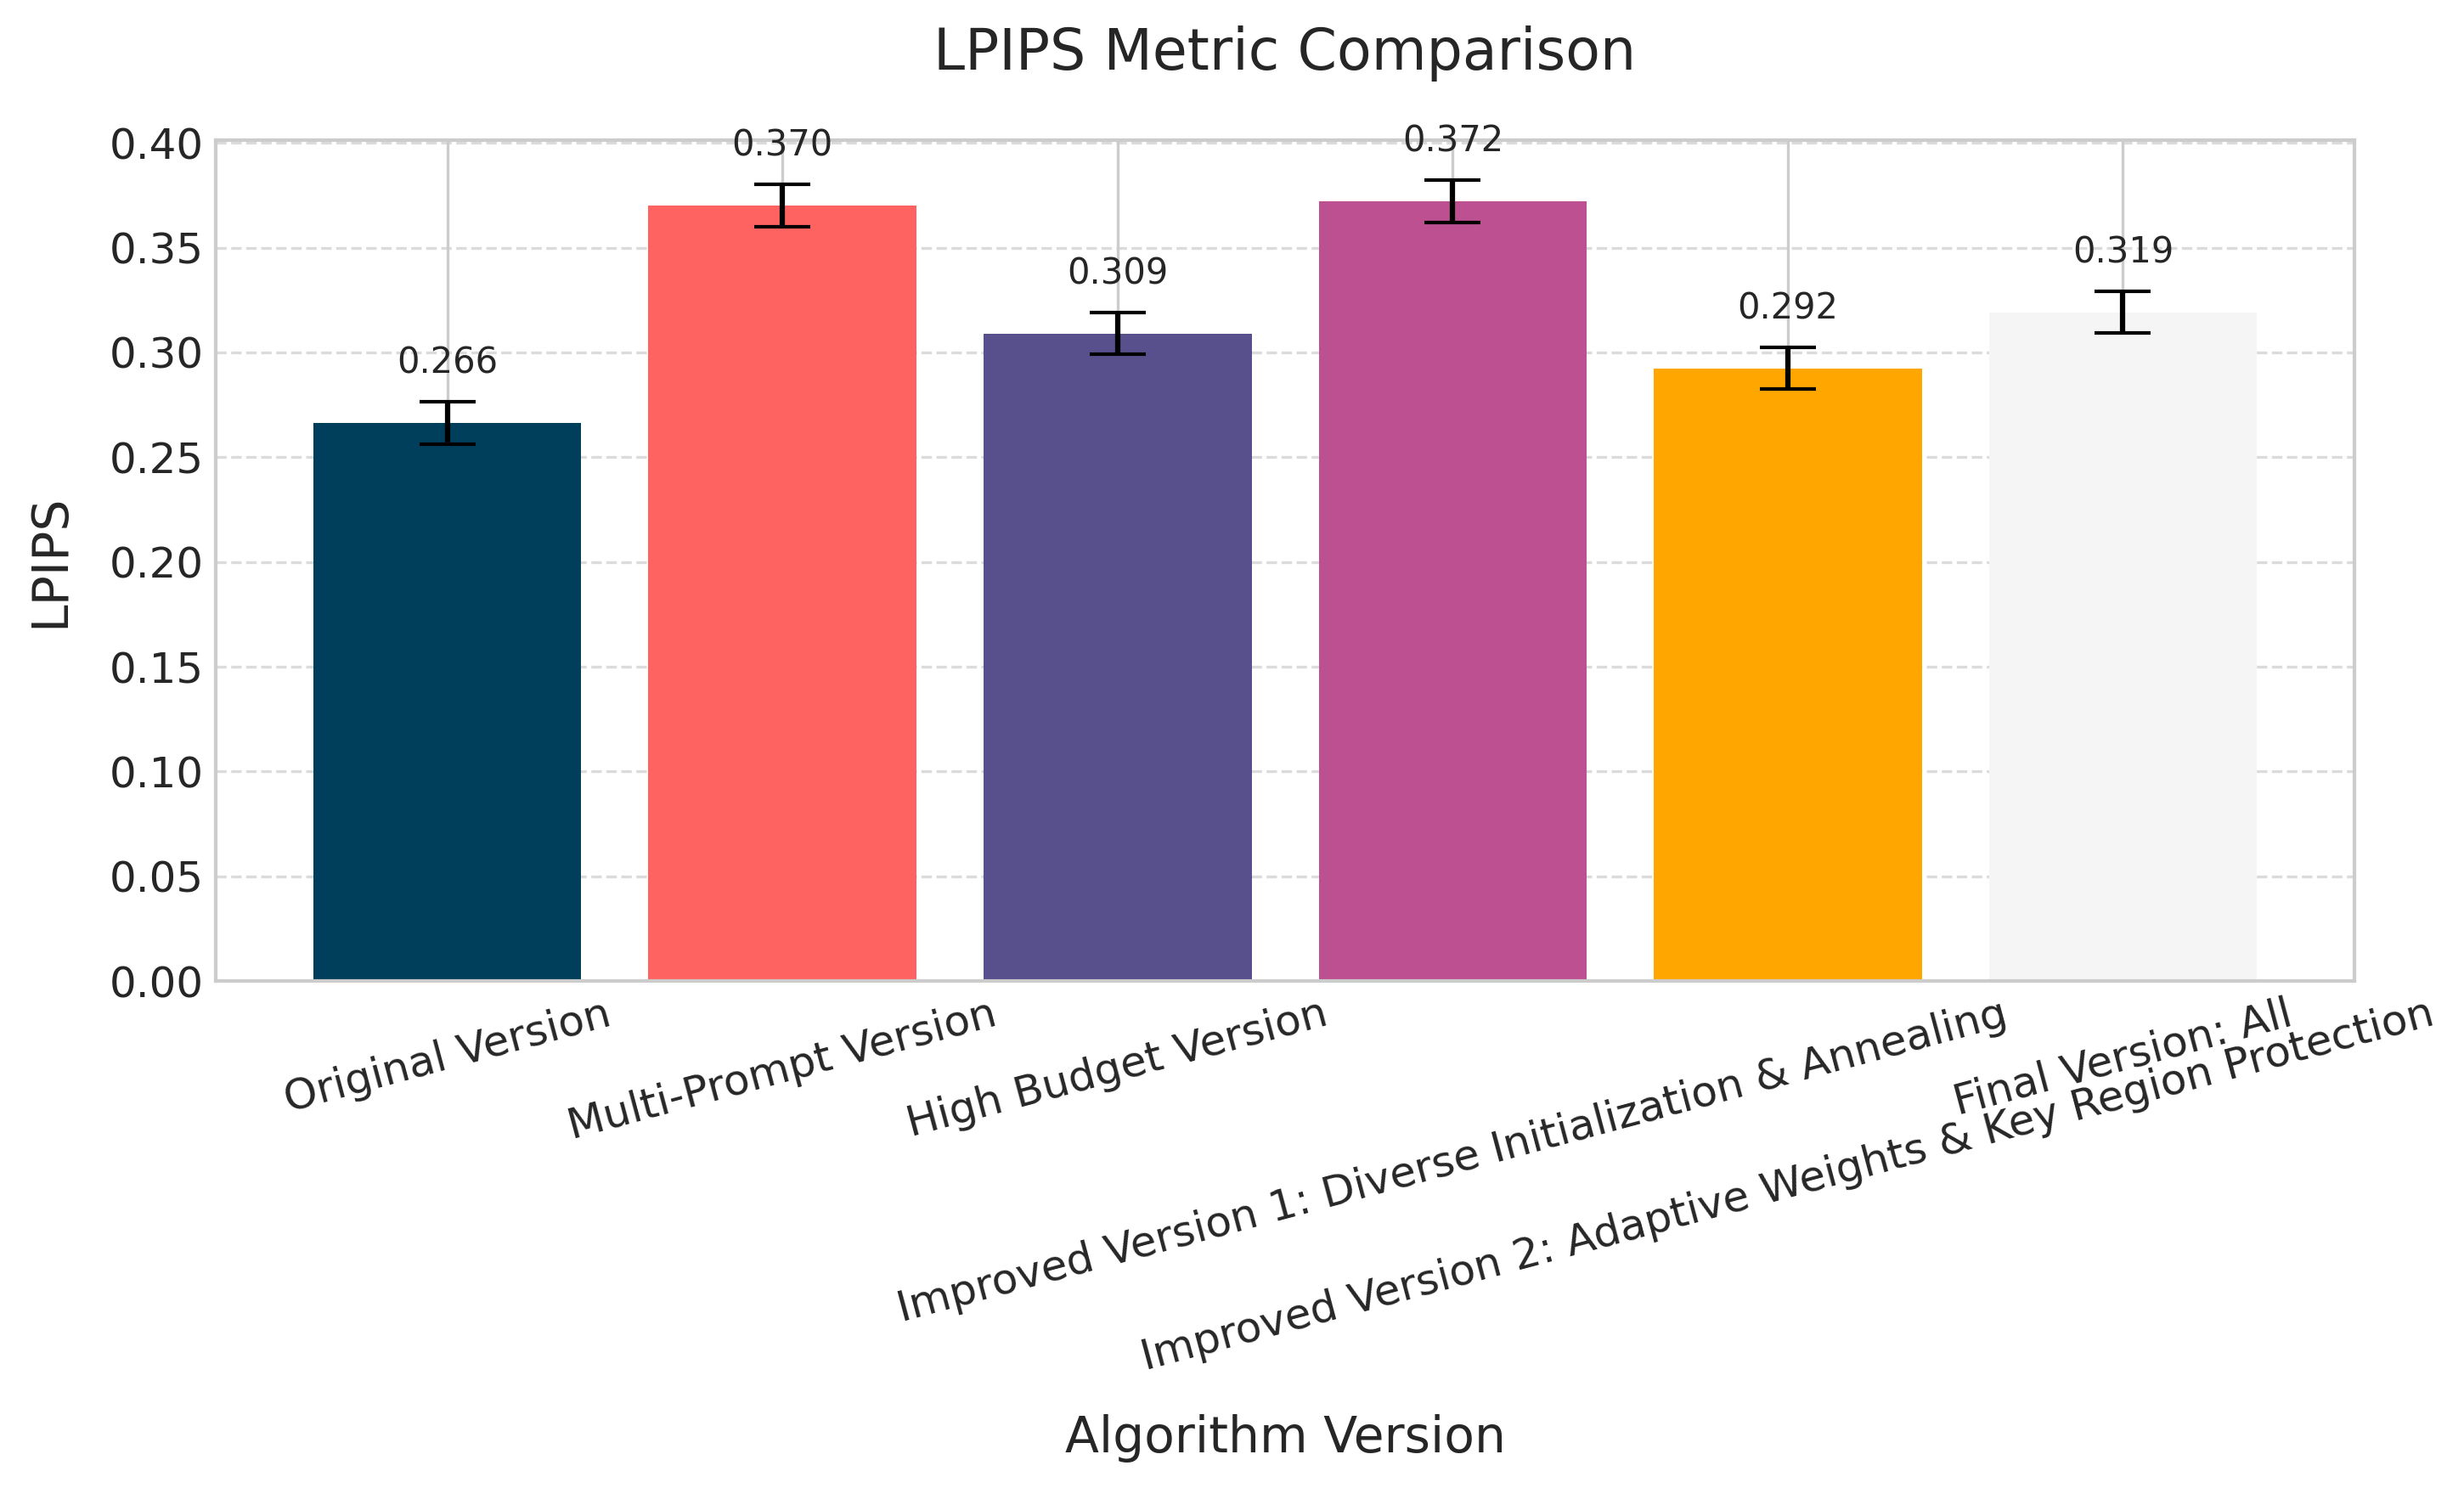 LPIPS Metric Comparison
LPIPS
0.40
0.35
0.30
0.25
0.20
0.15
0.10
0.05
0.00
0.266
0.370
0.309
0.372
0.292
0.319
Original Version
Multi-Prompt Version
High Budget Version
Improved Version 1: Diverse Initialization & Annealing
Improved Version 2: Adaptive Weights & Key Region Protection
Final Version: All
Algorithm Version